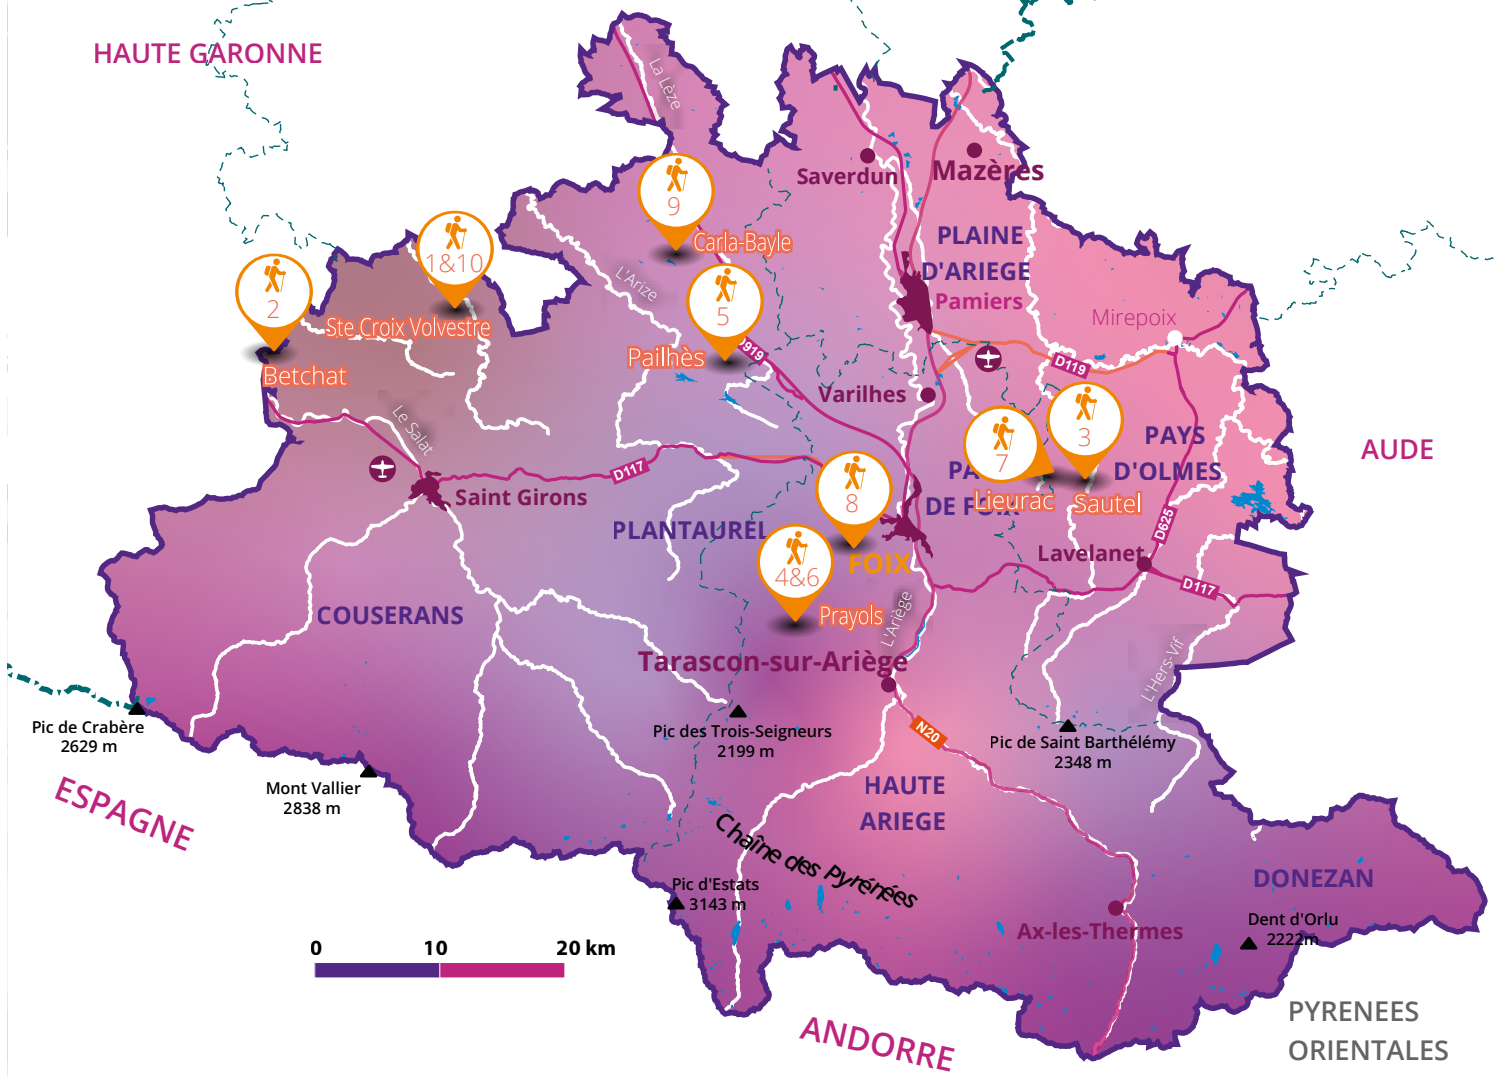 HAUTE GARONNE
La Lèze
Saverdun
Mazères
9
Carla-Bayle
1&10
Ste Croix Volvestre
2
Betchat
L'Arize
5
Pailhès
D919
PLAINE
D'ARIEGE
Pamiers
Mirepoix
D119
Varilhes
3
7
PAYS
D'OLMES
AUDE
Le Salat
D117
Saint Girons
8
PA
DE FOIX
Lieurac
Sautel
PLANTAUREL
4&6
FOIX
D625
Lavelanet
D117
COUSERANS
Prayols
L'Ariège
Tarascon-sur-Ariège
L'Hers-Vif
Pic de Crabère
2629 m
Pic des Trois-Seigneurs
2199 m
N20
Pic de Saint Barthélémy
2348 m
Mont Vallier
2838 m
ESPAGNE
HAUTE
ARIEGE
Chaîne des Pyrénées
Pic d'Estats
3143 m
DONEZAN
Dent d'Orlu
2222m
Ax-les-Thermes
0 10 20 km
ANDORRE
PYRENEES
ORIENTALES